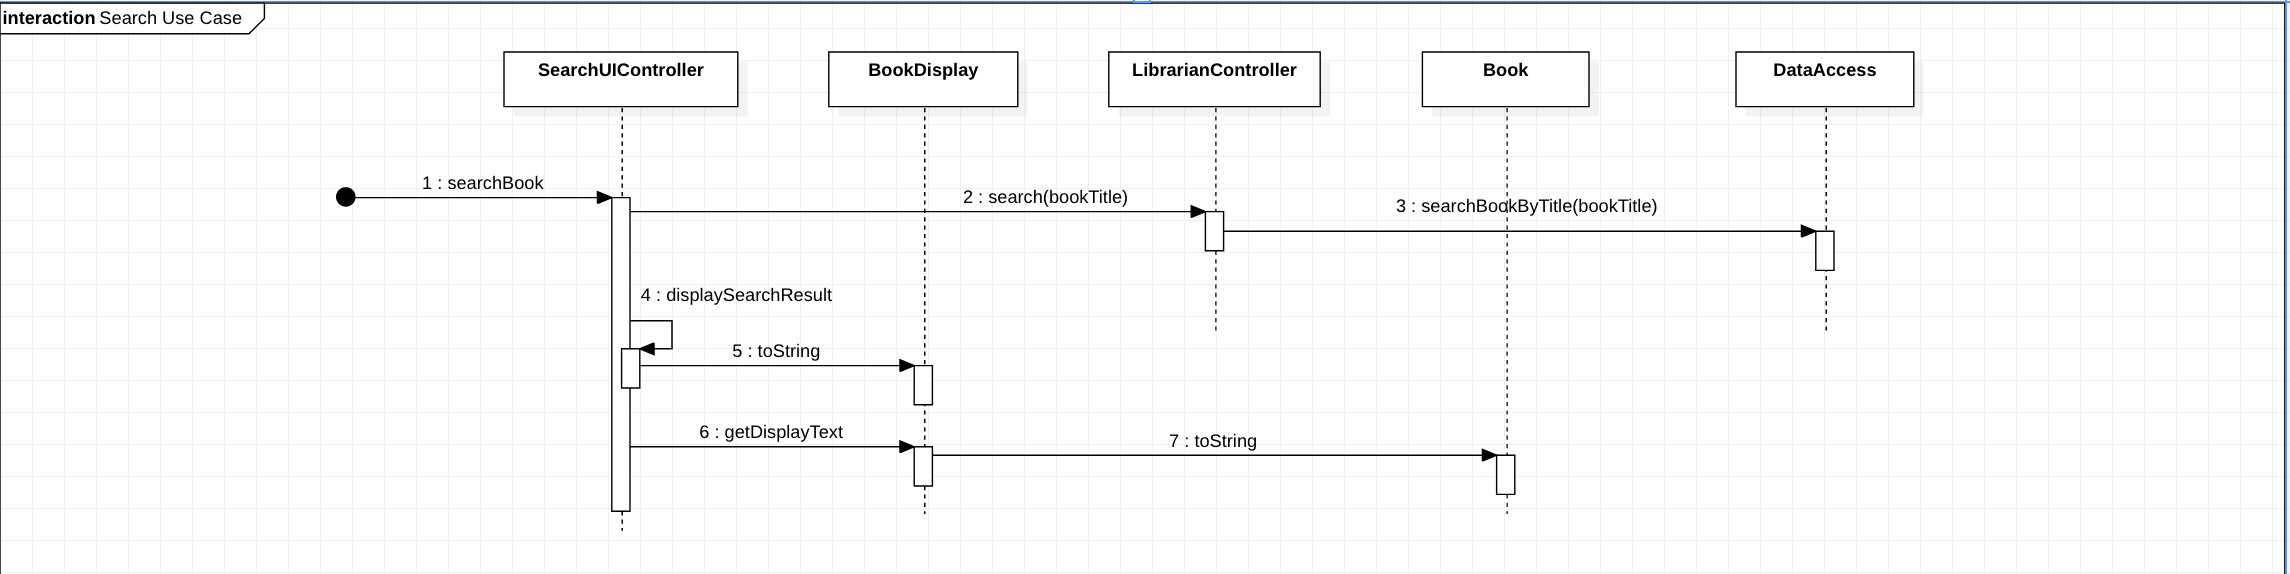 interaction Search Use Case
SearchUIController
BookDisplay
LibrarianController
Book
DataAccess
1 : searchBook
2 : search(bookTitle)
3 : searchBookByTitle(bookTitle)
4 : displaySearchResult
5 : toString
6 : getDisplayText
7 : toString